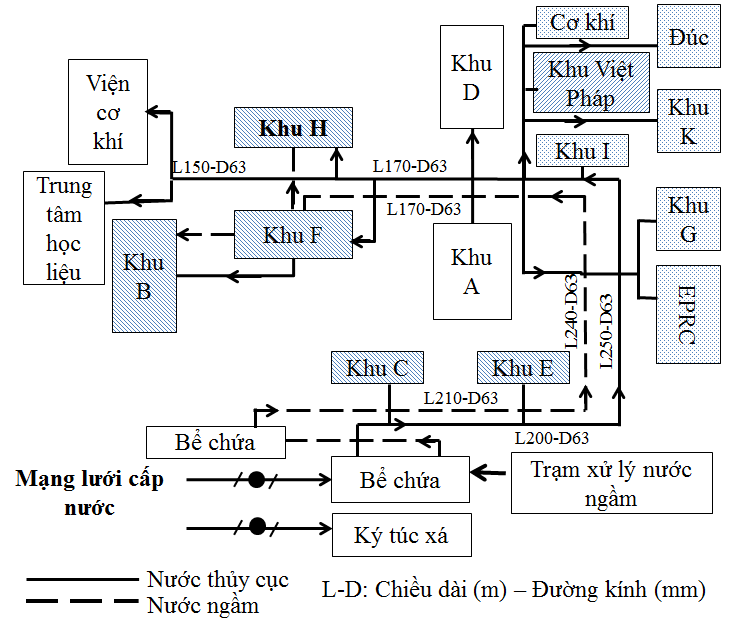 Cơ khí
Đúc
Khu
D
Khu Việt
Pháp
Viện
cơ
khí
Khu
K
Khu H
L150-D63
L170-D63
Khu I
Trung
tâm
học
liệu
L170-D63
Khu
G
Khu F
Khu
B
Khu
A
L240-D63
L250-D63
EPRC
Khu C
Khu E
L210-D63
Bể chứa
L200-D63
Mạng lưới cấp
nước
Bể chứa
Trạm xử lý nước
ngầm
Ký túc xá
Nước thủy cục
Nước ngầm
L-D: Chiều dài (m) – Đường kính (mm)